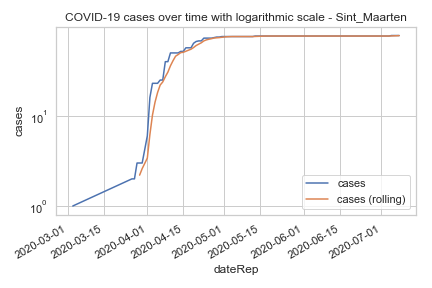 COVID-19 cases over time with logarithmic scale - Sint_Maarten
cases
10¹
10⁰
cases
cases (rolling)
2020-03-01
2020-03-15
2020-04-01
2020-04-15
2020-05-01
2020-05-15
2020-06-01
2020-06-15
2020-07-01
dateRep